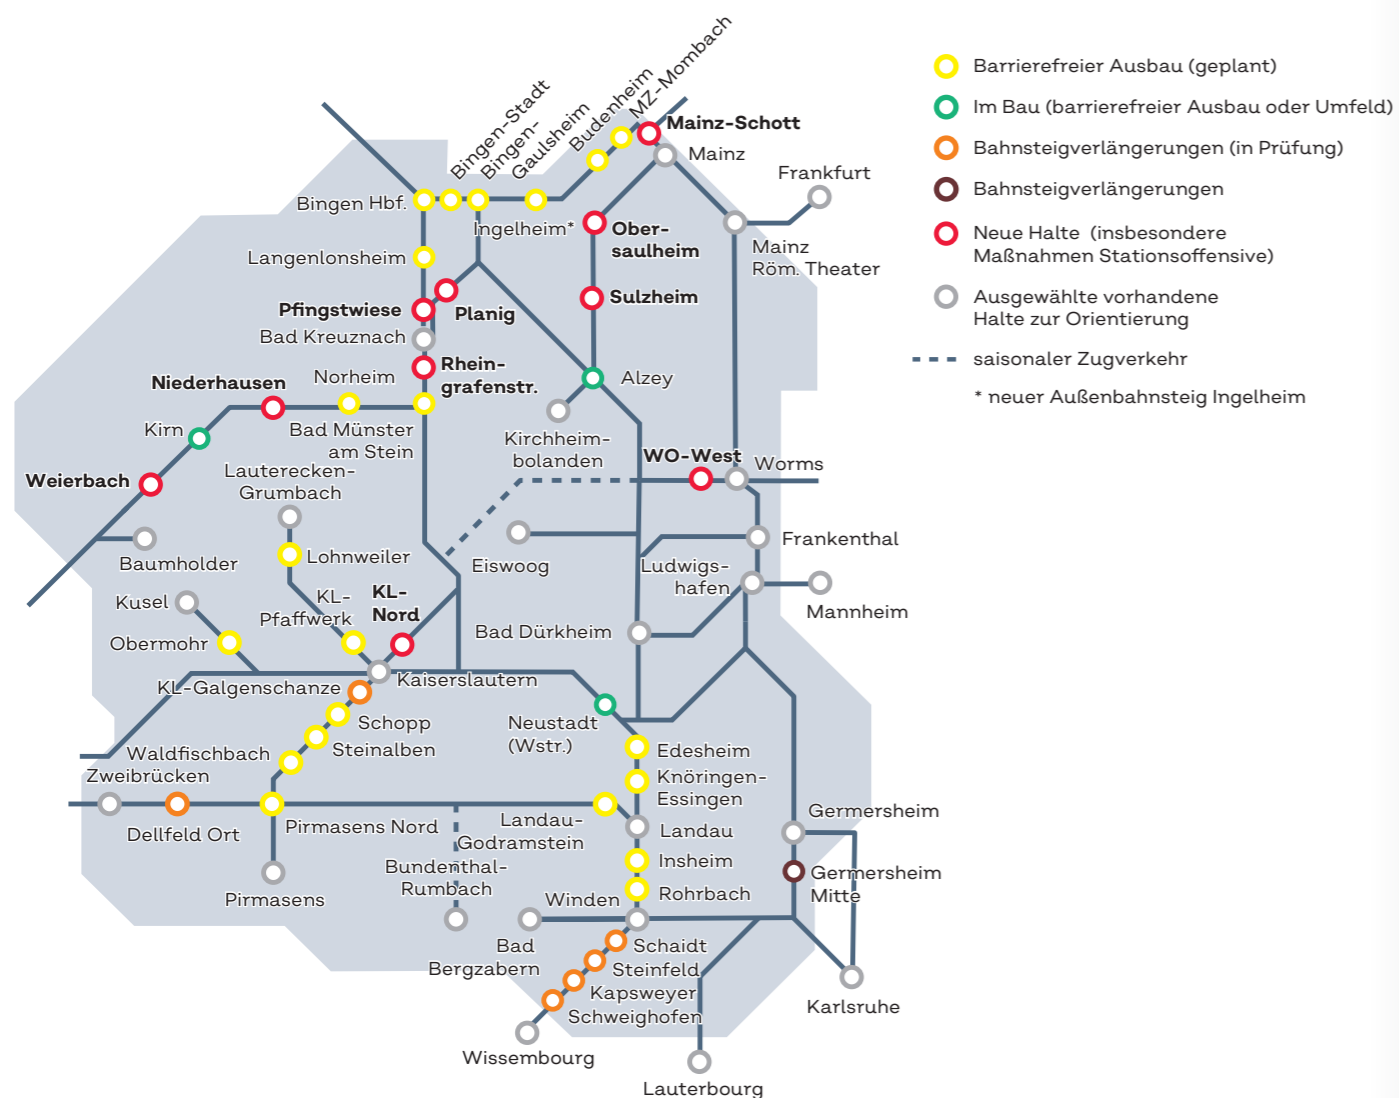 MZ-Mombach
Budenheim
Bingen-Stadt
Bingen-
Gaulsheim
Mainz-Schott
Mainz
Frankfurt
Bingen Hbf.
Ingelheim*
Ober-
saulheim
Mainz
Röm. Theater
Langenlonsheim
Pfingstwiese
Planig
Sulzheim
Bad Kreuznach
Rhein-
grafenstr.
Niederhausen
Norheim
Alzey
Kirn
Bad Münster
am Stein
Kirchheim-
bolanden
WO-West
Worms
Weierbach
Lauterecken-
Grumbach
Baumholder
Lohnweiler
Eiswoog
Frankenthal
Ludwigs-
hafen
Mannheim
Kusel
KL-
Pfaffwerk
KL-
Nord
Obermohr
Bad Dürkheim
Kaiserslautern
KL-Galgenschanze
Schopp
Steinalben
Neustadt
(Wstr.)
Waldfischbach
Edesheim
Zweibrücken
Knöringen-
Essingen
Dellfeld Ort
Pirmasens Nord
Landau-
Godramstein
Landau
Germersheim
Bundenthal-
Rumbach
Insheim
Germersheim
Mitte
Pirmasens
Winden
Rohrbach
Bad
Bergzabern
Schaidt
Steinfeld
Kapsweyer
Schweighofen
Karlsruhe
Wissembourg
Lauterbourg
Barrierefreier Ausbau (geplant)
Im Bau (barrierefreier Ausbau oder Umfeld)
Bahnsteigverlängerungen (in Prüfung)
Bahnsteigverlängerungen
Neue Halte (insbesondere
Maßnahmen Stationsoffensive)
Ausgewählte vorhandene
Halte zur Orientierung
saisonaler Zugverkehr
* neuer Außenbahnsteig Ingelheim